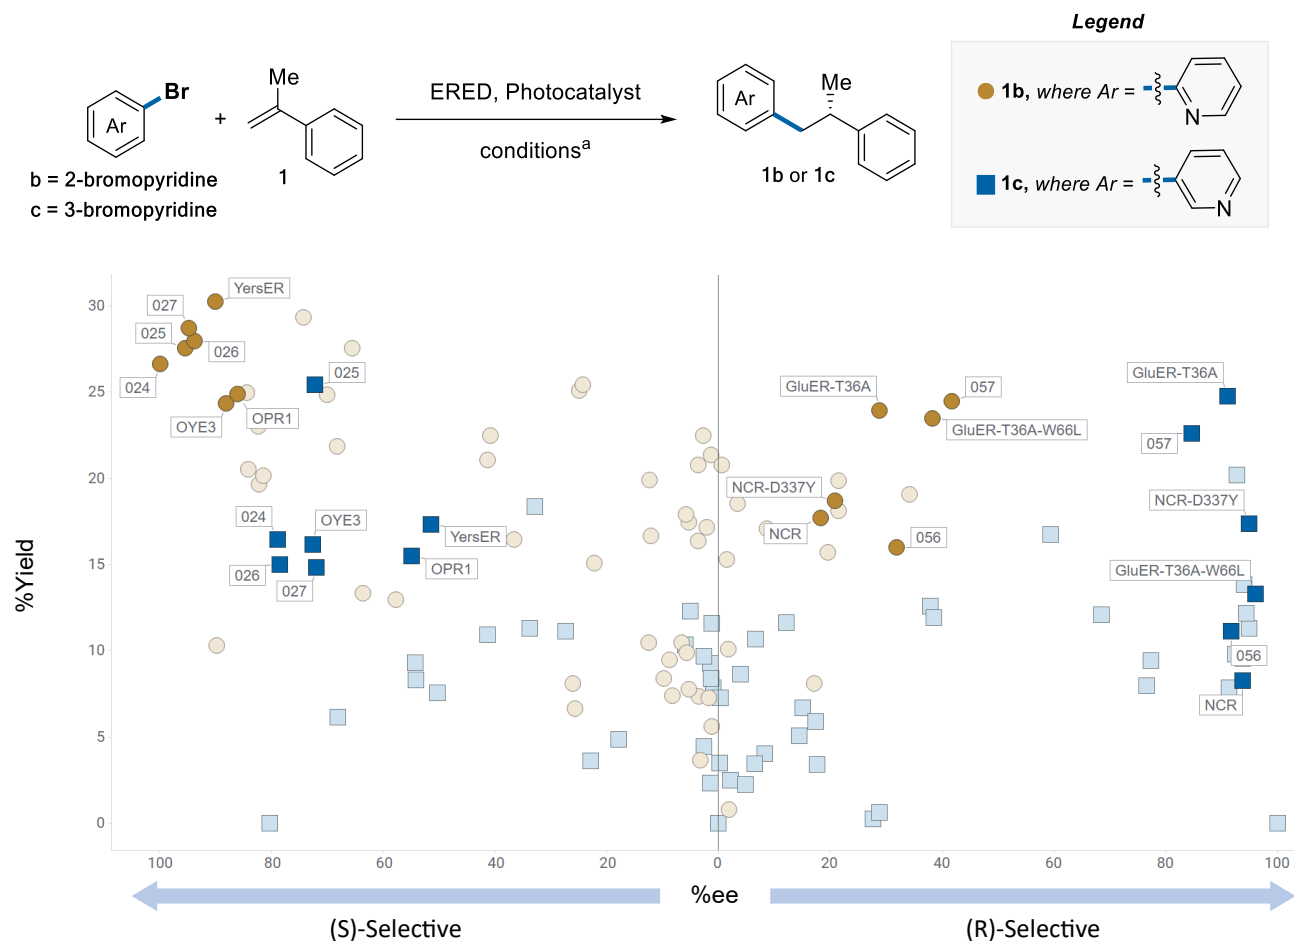 Legend
Me
Br
Ar
+
1
b = 2-bromopyridine
c = 3-bromopyridine
ERED, Photocatalyst
conditionsᵃ
Me
Ar
1b or 1c
1b, where Ar =
N
1c, where Ar =
N
%Yield
30
25
20
15
10
5
0
YersER
027
025
026
024
OYE3
OPR1
025
024
OYE3
YersER
026
027
OPR1
GluER-T36A
057
GluER-T36A-W66L
NCR-D337Y
NCR
056
GluER-T36A
057
NCR-D337Y
GluER-T36A-W66L
056
NCR
100
80
60
40
20
0
20
40
60
80
100
%ee
(S)-Selective
(R)-Selective